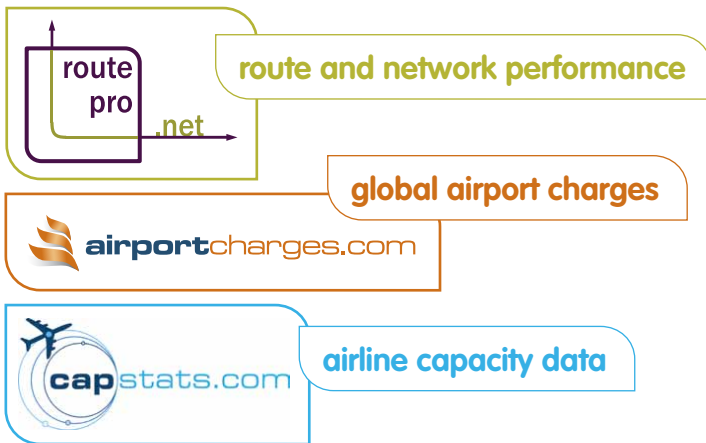 route
pro
.net
route and network performance
global airport charges
airportcharges.com
capstats.com
airline capacity data